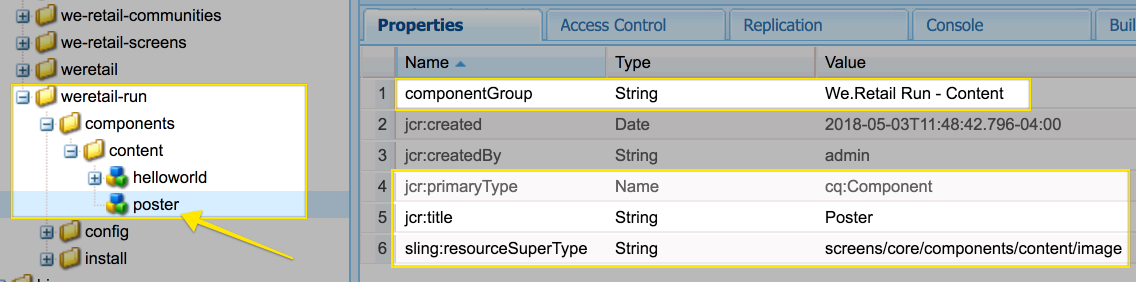 we-retail-communities
we-retail-screens
weretail
weretail-run
components
content
helloworld
poster
config
install
Properties Access Control Replication Console
Name Type Value
1 componentGroup String We.Retail Run - Content
2 jcr:created Date 2018-05-03T11:48:42.796-04:00
3 jcr:createdBy String admin
4 jcr:primaryType Name cq:Component
5 jcr:title String Poster
6 sling:resourceSuperType String screens/core/components/content/image